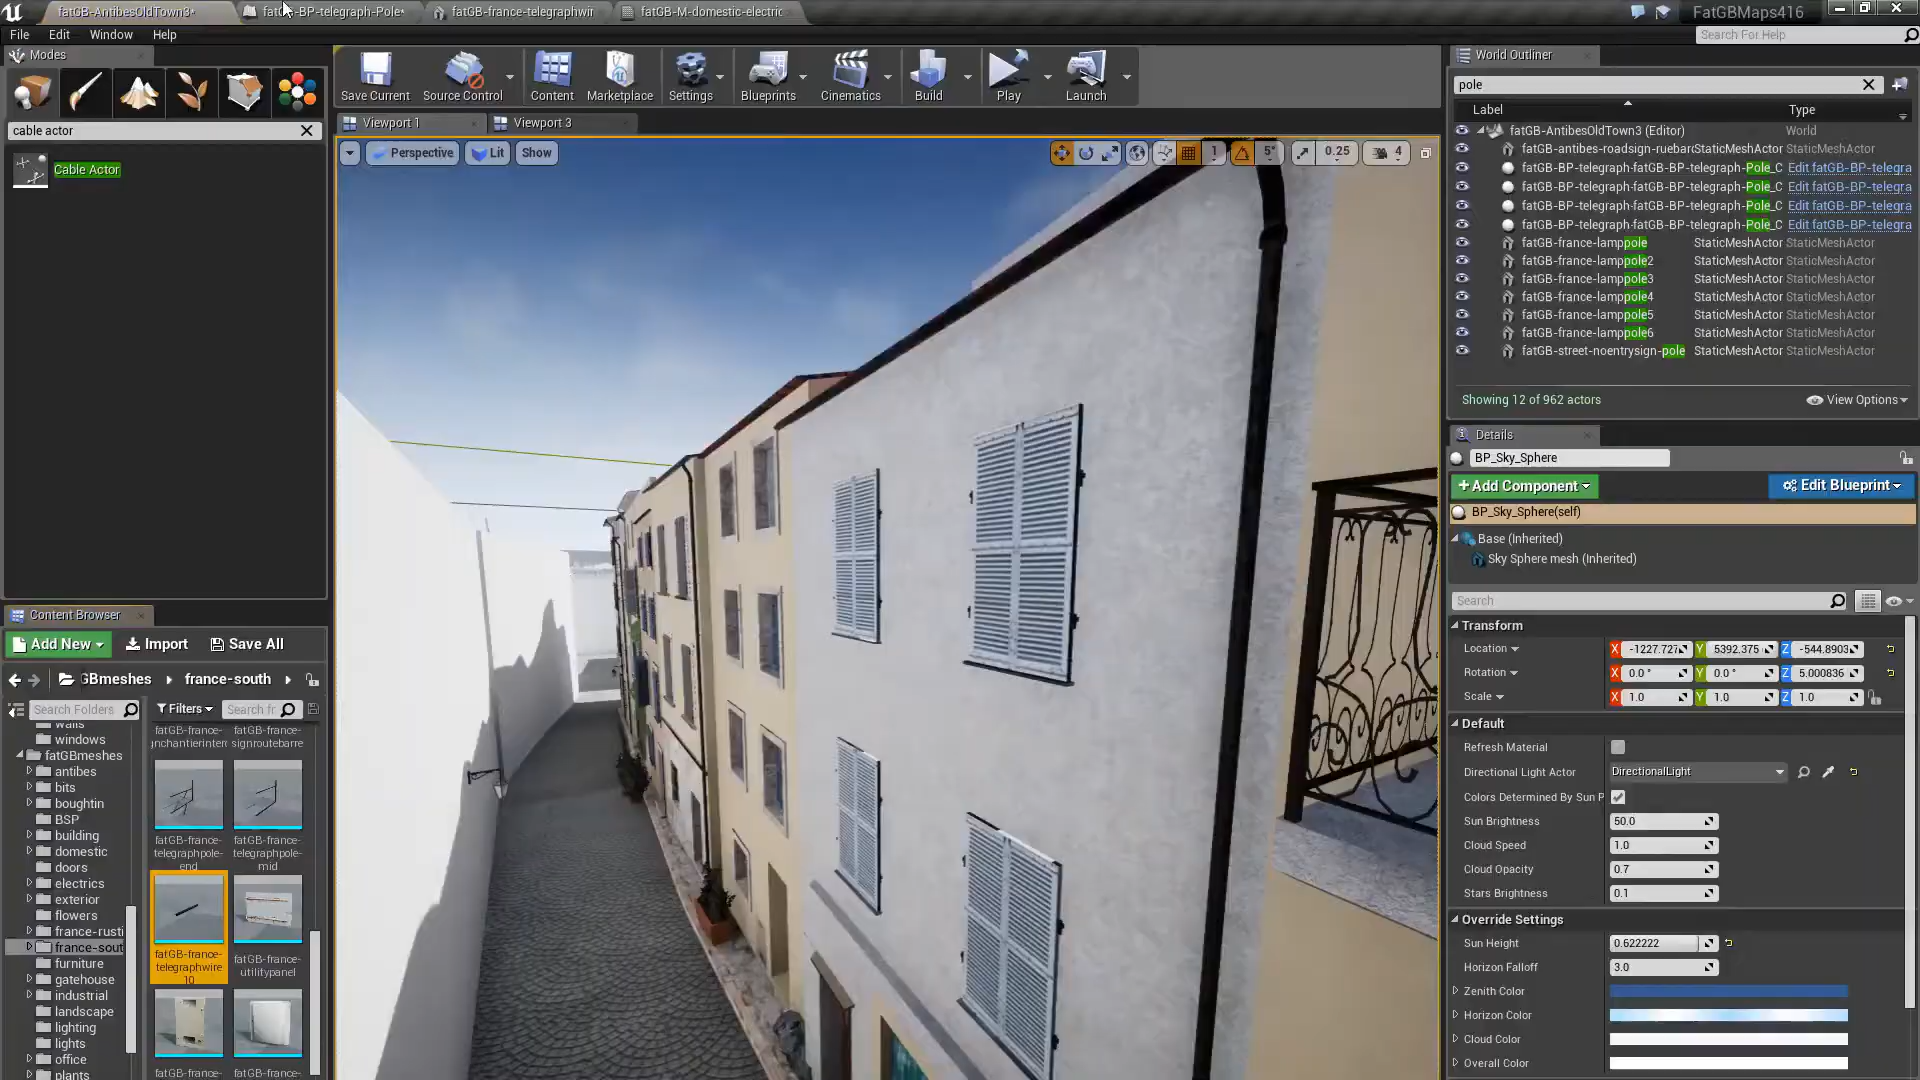 fatGB-AntibesOldTown3*
-BP-telegraph-Pole*
fatGB-france-telegraphwir
fatGB-M-domestic-electric
FatGBMaps416
File Edit Window Help
Search For Help
Modes
cable actor
Cable Actor
Save Current
Source Control
Content
Marketplace
Settings
Blueprints
Cinematics
Build
Play
Launch
Viewport 1
Viewport 3
Perspective
Lit
Show
1
5°
0.25
4
World Outliner
pole
Label Type
fatGB-AntibesOldTown3 (Editor) World
fatGB-antibes-roadsign-ruebarStaticMeshActor StaticMeshActor
fatGB-BP-telegraph-fatGB-BP-telegraph-Pole_C Edit fatGB-BP-telegra
fatGB-BP-telegraph-fatGB-BP-telegraph-Pole_C Edit fatGB-BP-telegra
fatGB-BP-telegraph-fatGB-BP-telegraph-Pole_C Edit fatGB-BP-telegra
fatGB-BP-telegraph-fatGB-BP-telegraph-Pole_C Edit fatGB-BP-telegra
fatGB-france-lamppole StaticMeshActor StaticMeshActor
fatGB-france-lamppole2 StaticMeshActor StaticMeshActor
fatGB-france-lamppole3 StaticMeshActor StaticMeshActor
fatGB-france-lamppole4 StaticMeshActor StaticMeshActor
fatGB-france-lamppole5 StaticMeshActor StaticMeshActor
fatGB-france-lamppole6 StaticMeshActor StaticMeshActor
fatGB-street-noentrysign-pole StaticMeshActor StaticMeshActor
Showing 12 of 962 actors
View Options
Details
BP_Sky_Sphere
+Add Component
Edit Blueprint
BP_Sky_Sphere(self)
Base (Inherited)
Sky Sphere mesh (Inherited)
Search
Transform
Location X -1227.727 Y 5392.375 Z -544.8903
Rotation X 0.0 ° Y 0.0 ° Z 5.000836
Scale X 1.0 Y 1.0 Z 1.0
Default
Refresh Material
Directional Light Actor DirectionalLight
Colors Determined By Sun P
Sun Brightness 50.0
Cloud Speed 1.0
Cloud Opacity 0.7
Stars Brightness 0.1
Override Settings
Sun Height 0.622222
Horizon Falloff 3.0
Zenith Color
Horizon Color
Cloud Color
Overall Color
Content Browser
Add New
Import
Save All
GBmeshes
france-south
Search Folders
Filters
Search fr
walls
windows
fatGBmeshes
antibes
bits
boughtin
BSP
building
domestic
doors
electrics
exterior
flowers
france-rusti
france-sout
furniture
gatehouse
industrial
landscape
lighting
lights
office
plants
fatGB-france-
ynchantierinterr
fatGB-france-
signroutebarre
fatGB-france-
telegraphpole-
end
fatGB-france-
telegraphpole-
mid
fatGB-france-
telegraphwire
10
fatGB-france-
utilitypanel
fatGB-france-
fatGB-france-